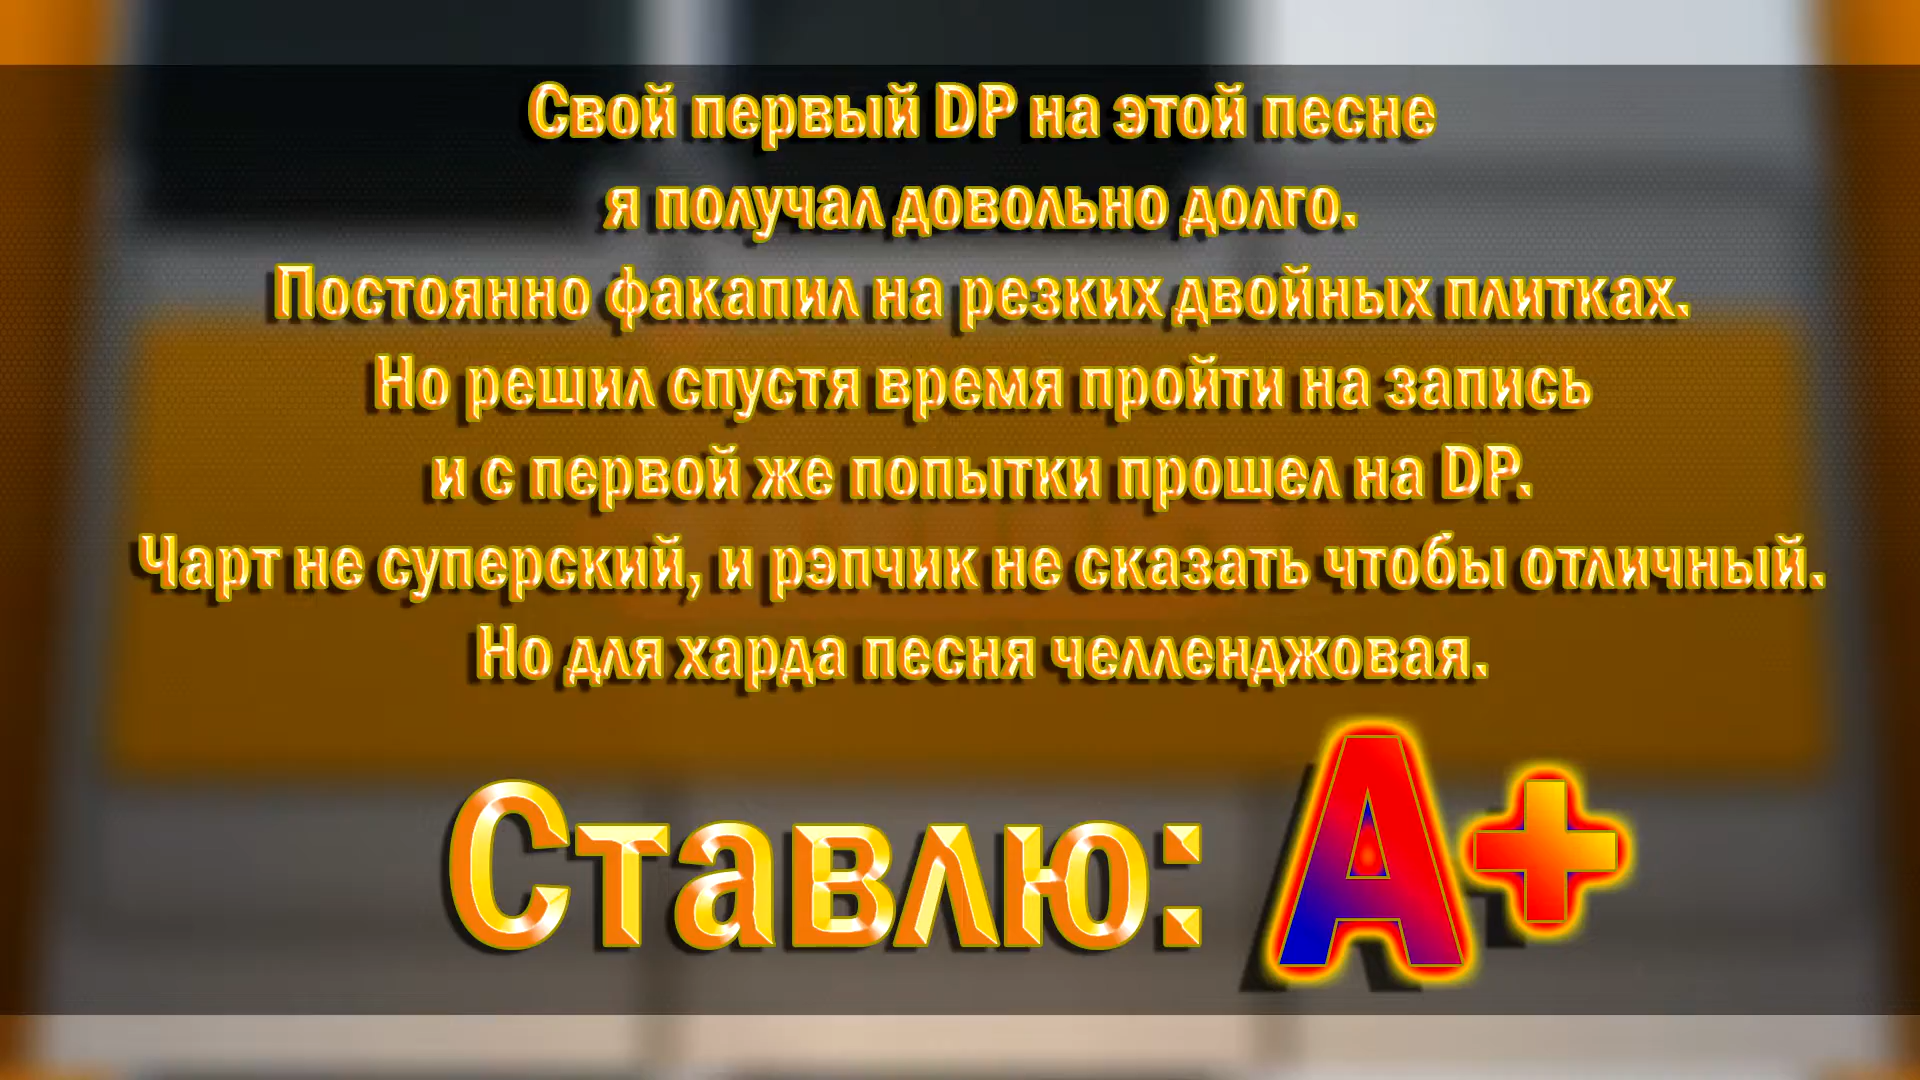 Свой первый DP на этой песне
я получал довольно долго.
Постоянно факапил на резких двойных плитках.
Но решил спустя время пройти на запись
и с первой же попытки прошел на DP.
Чарт не суперский, и рэпчик не сказать чтобы отличный.
Но для харда песня челленджовая.
Ставлю: A+